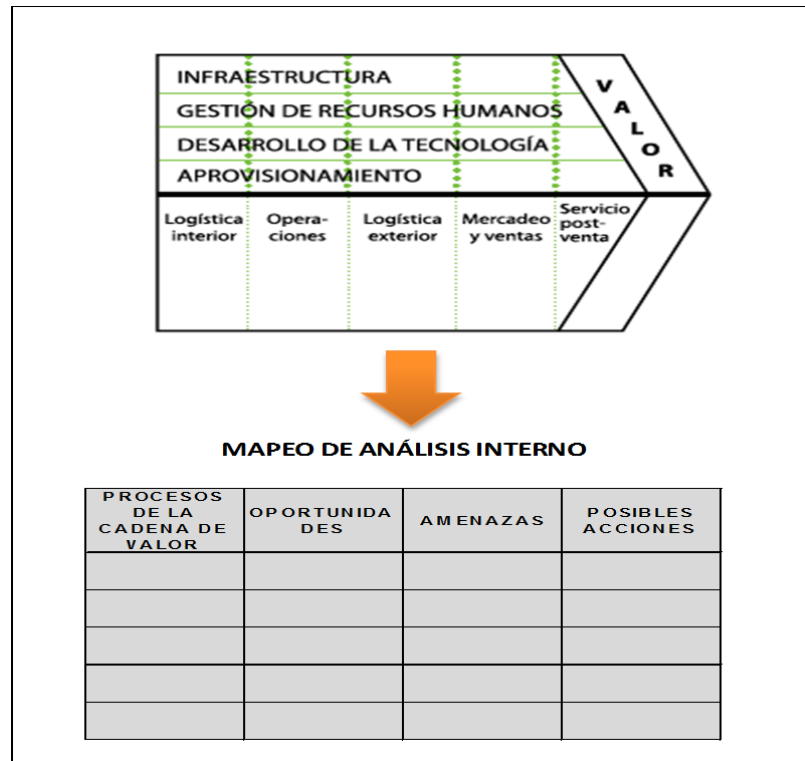 INFRAESTRUCTURA
GESTIÓN DE RECURSOS HUMANOS
DESARROLLO DE LA TECNOLOGÍA
APROVISIONAMIENTO
V
A
L
O
R
Logística
interior
Opera-
ciones
Logística
exterior
Mercadeo
y ventas
Servicio
post-
venta
MAPEO DE ANÁLISIS INTERNO
PROCESOS
DE LA
CADENA DE
VALOR
OPORTUNIDA
DES
AMENAZAS
POSIBLES
ACCIONES